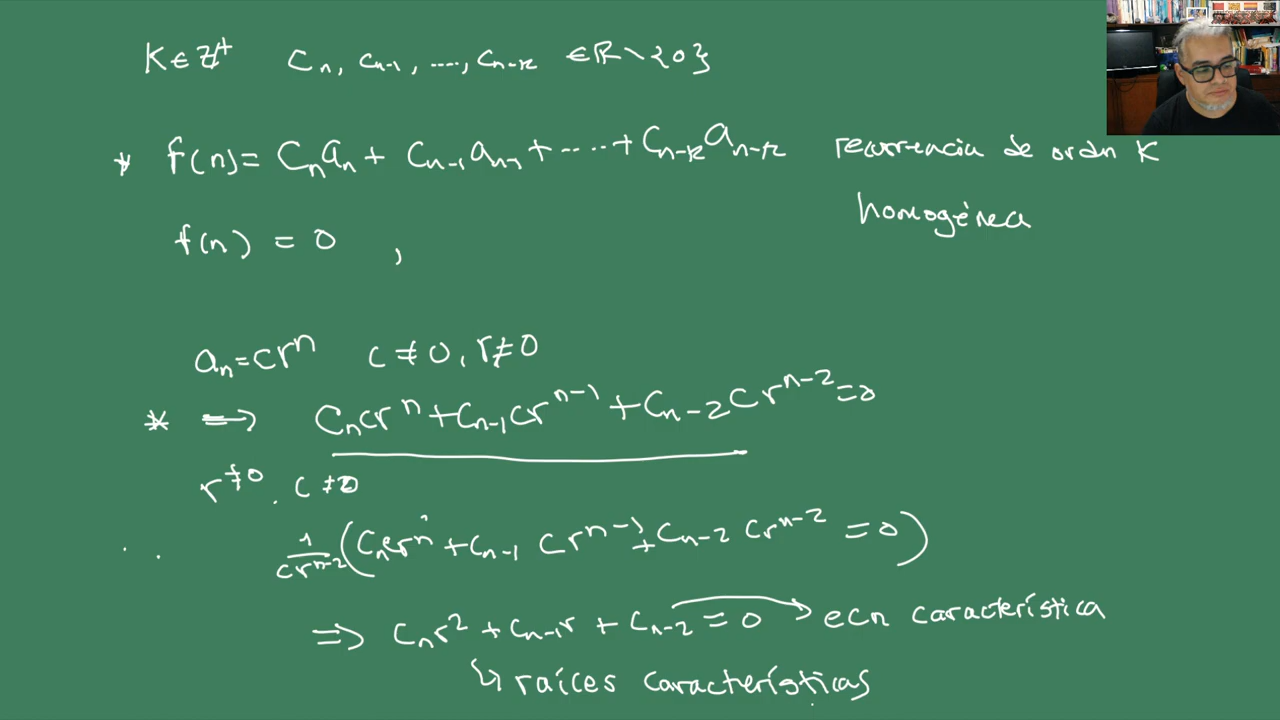 K ∈ ℤ⁺   Cₙ, Cₙ₋₁, ...., Cₙ₋ₖ ∈ ℝ \ {0}
* f(n) = Cₙaₙ + Cₙ₋₁aₙ₋₁ + ..... + Cₙ₋ₖaₙ₋ₖ   recurrencia de ordn K
homogénea
f(n) = 0 ,
aₙ = crⁿ   c ≠ 0, r ≠ 0
* ⟹ Cₙcrⁿ + Cₙ₋₁crⁿ⁻¹ + Cₙ₋₂crⁿ⁻² = 0
r ≠ 0 . c ≠ 0
1/crⁿ⁻² (Cₙcrⁿ + Cₙ₋₁ crⁿ⁻¹ + Cₙ₋₂ crⁿ⁻² = 0)
⟹ Cₙr² + Cₙ₋₁r + Cₙ₋₂ = 0 → ecn característica
↳ raíces características